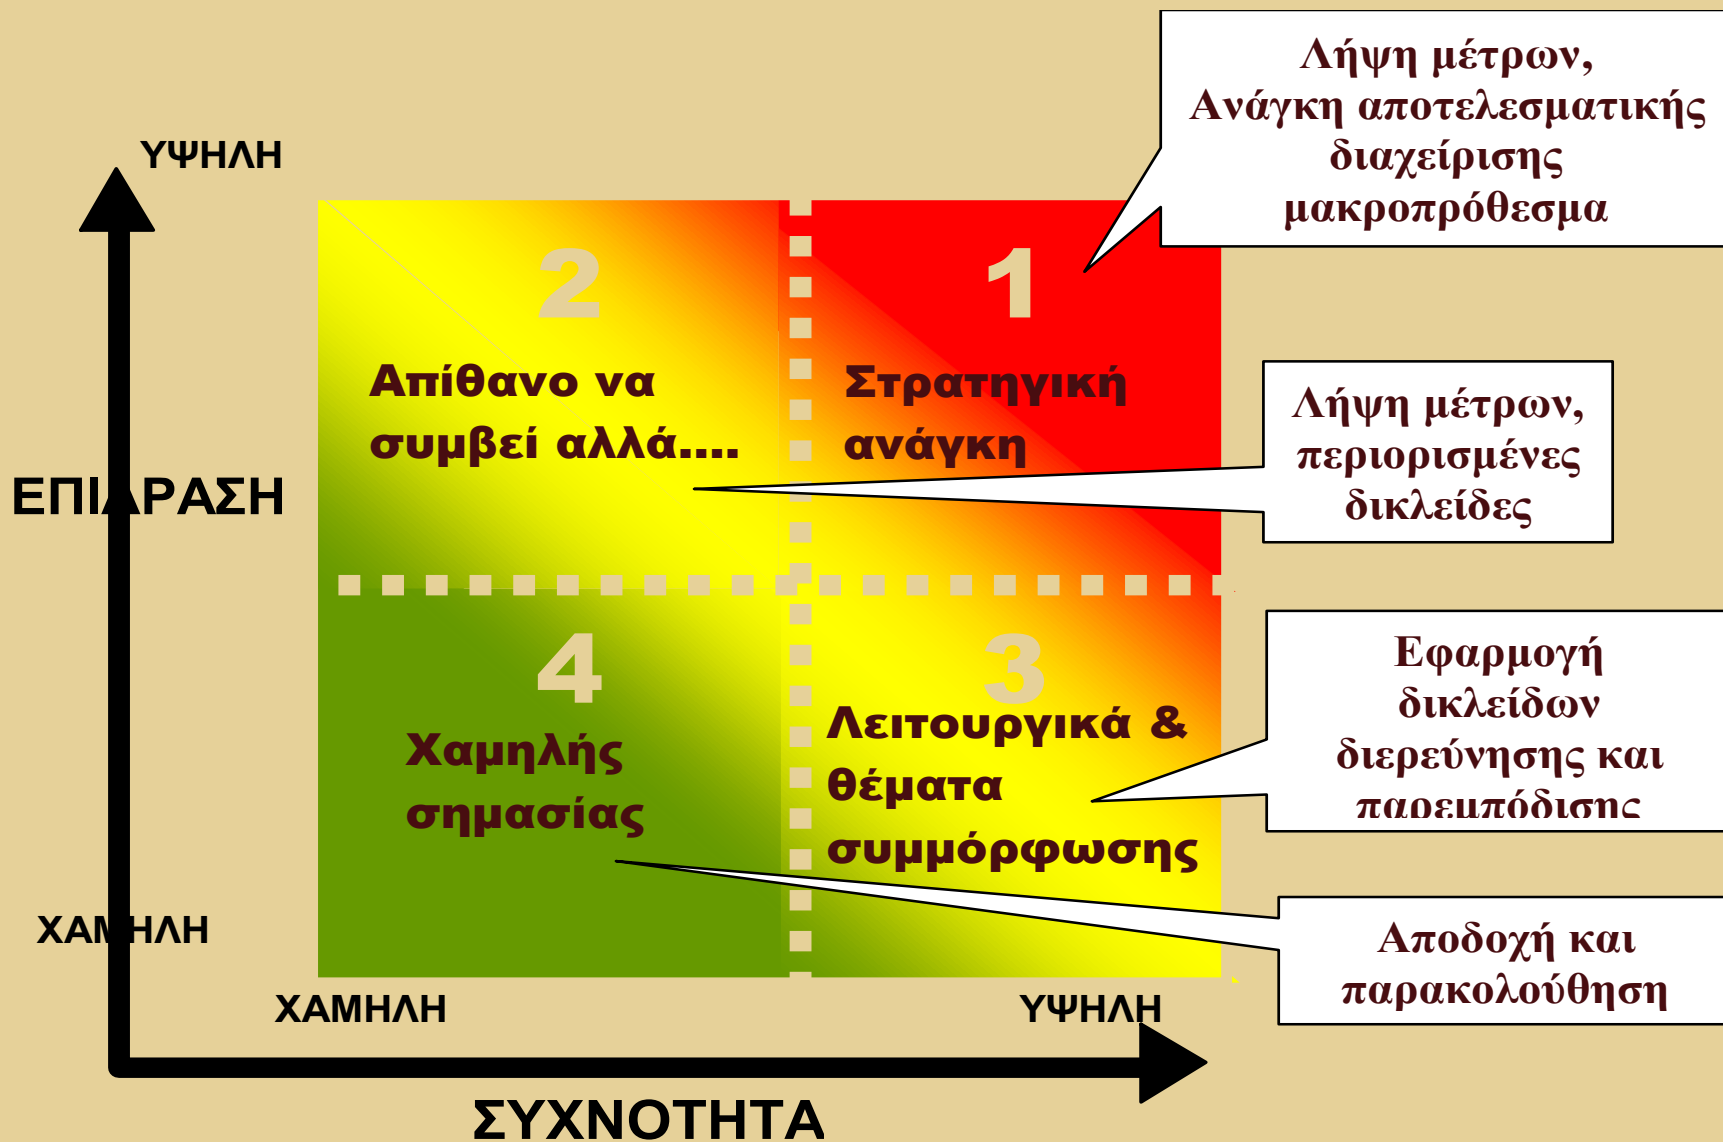 Λήψη μέτρων,
Ανάγκη αποτελεσματικής
διαχείρισης
μακροπρόθεσμα
ΥΨΗΛΗ
2
1
Απίθανο να
συμβεί αλλά....
Στρατηγική
ανάγκη
Λήψη μέτρων,
περιορισμένες
δικλείδες
ΕΠΙΔΡΑΣΗ
4
3
Χαμηλής
σημασίας
Λειτουργικά &
θέματα
συμμόρφωσης
Εφαρμογή
δικλείδων
διερεύνησης και
παρεμπόδισης
ΧΑΜΗΛΗ
Αποδοχή και
παρακολούθηση
ΧΑΜΗΛΗ
ΥΨΗΛΗ
ΣΥΧΝΟΤΗΤΑ